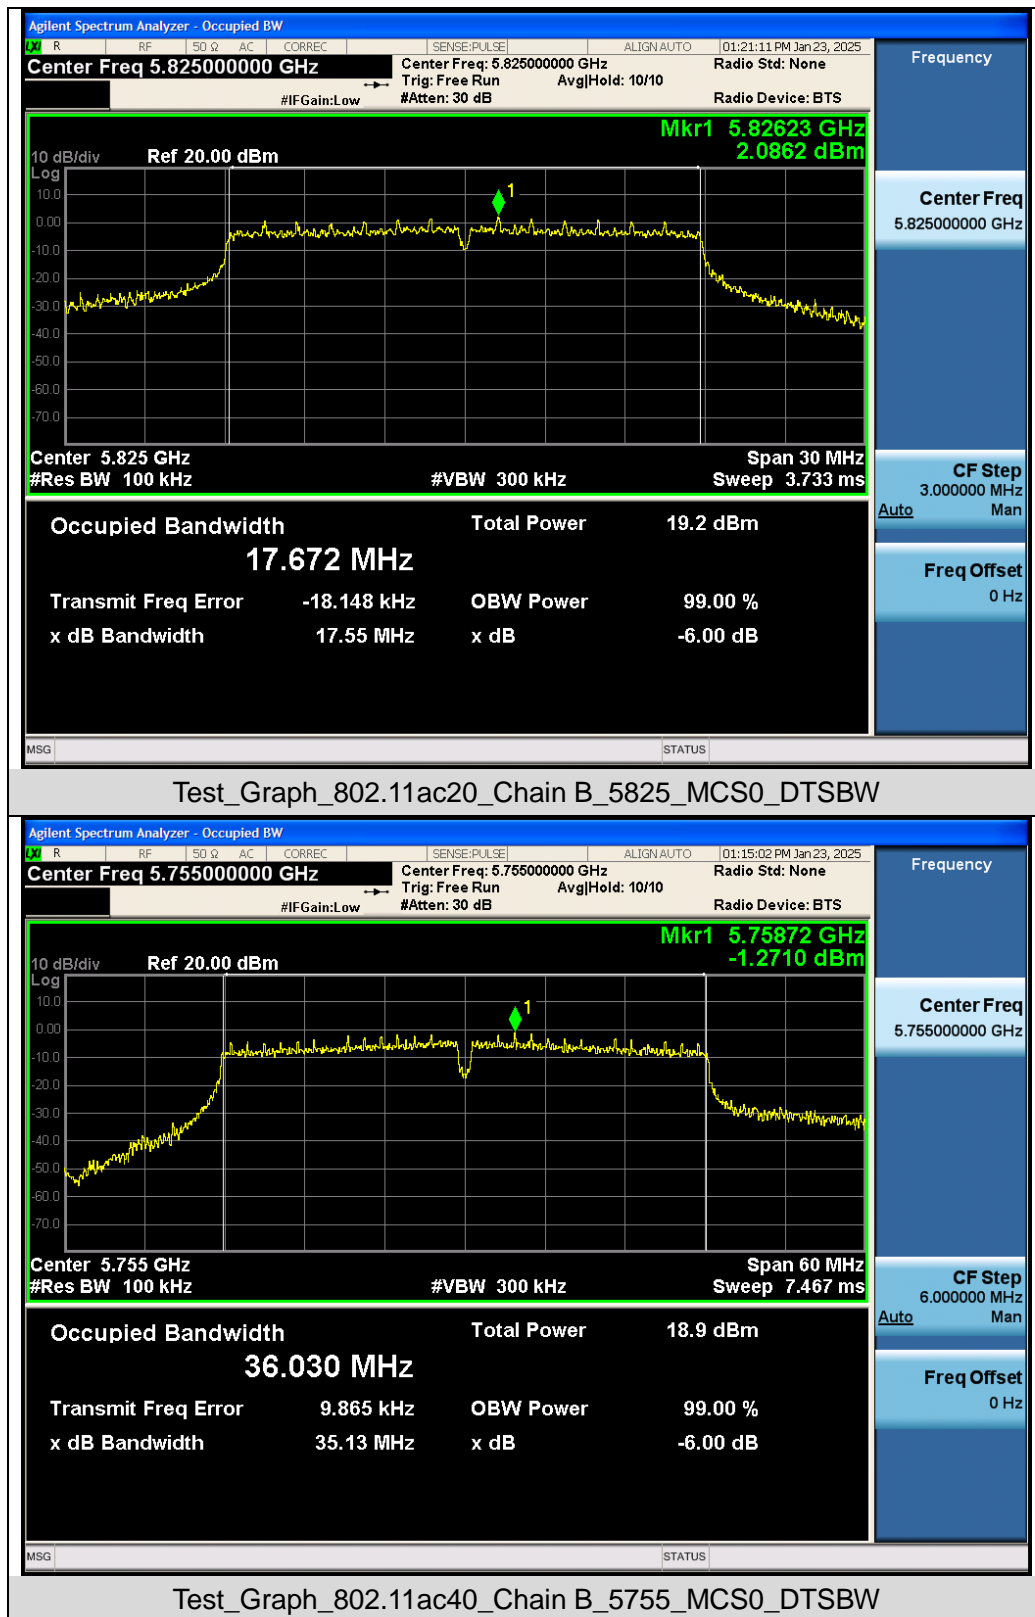 Agilent Spectrum Analyzer - Occupied BW
LXI R RF 50 Ω AC CORREC SENSE:PULSE ALIGN AUTO 01:21:11 PM Jan 23, 2025
Center Freq 5.825000000 GHz
Center Freq: 5.825000000 GHz
Radio Std: None
Trig: Free Run Avg|Hold: 10/10
#IFGain:Low
#Atten: 30 dB
Radio Device: BTS
Frequency
Mkr1 5.82623 GHz
2.0862 dBm
10 dB/div Ref 20.00 dBm
Log
10.0
0.00
-10.0
-20.0
-30.0
-40.0
-50.0
-60.0
-70.0
1
Center 5.825 GHz
Span 30 MHz
#Res BW 100 kHz
#VBW 300 kHz
Sweep 3.733 ms
Center Freq
5.825000000 GHz
CF Step
3.000000 MHz
Auto Man
Freq Offset
0 Hz
Occupied Bandwidth
Total Power 19.2 dBm
17.672 MHz
Transmit Freq Error -18.148 kHz OBW Power 99.00 %
x dB Bandwidth 17.55 MHz x dB -6.00 dB
MSG STATUS
Test_Graph_802.11ac20_Chain B_5825_MCS0_DTSBW
Agilent Spectrum Analyzer - Occupied BW
LXI R RF 50 Ω AC CORREC SENSE:PULSE ALIGN AUTO 01:15:02 PM Jan 23, 2025
Center Freq 5.755000000 GHz
Center Freq: 5.755000000 GHz
Radio Std: None
Trig: Free Run Avg|Hold: 10/10
#IFGain:Low
#Atten: 30 dB
Radio Device: BTS
Frequency
Mkr1 5.75872 GHz
-1.2710 dBm
10 dB/div Ref 20.00 dBm
Log
10.0
0.00
-10.0
-20.0
-30.0
-40.0
-50.0
-60.0
-70.0
1
Center 5.755 GHz
Span 60 MHz
#Res BW 100 kHz
#VBW 300 kHz
Sweep 7.467 ms
Center Freq
5.755000000 GHz
CF Step
6.000000 MHz
Auto Man
Freq Offset
0 Hz
Occupied Bandwidth
Total Power 18.9 dBm
36.030 MHz
Transmit Freq Error 9.865 kHz OBW Power 99.00 %
x dB Bandwidth 35.13 MHz x dB -6.00 dB
MSG STATUS
Test_Graph_802.11ac40_Chain B_5755_MCS0_DTSBW